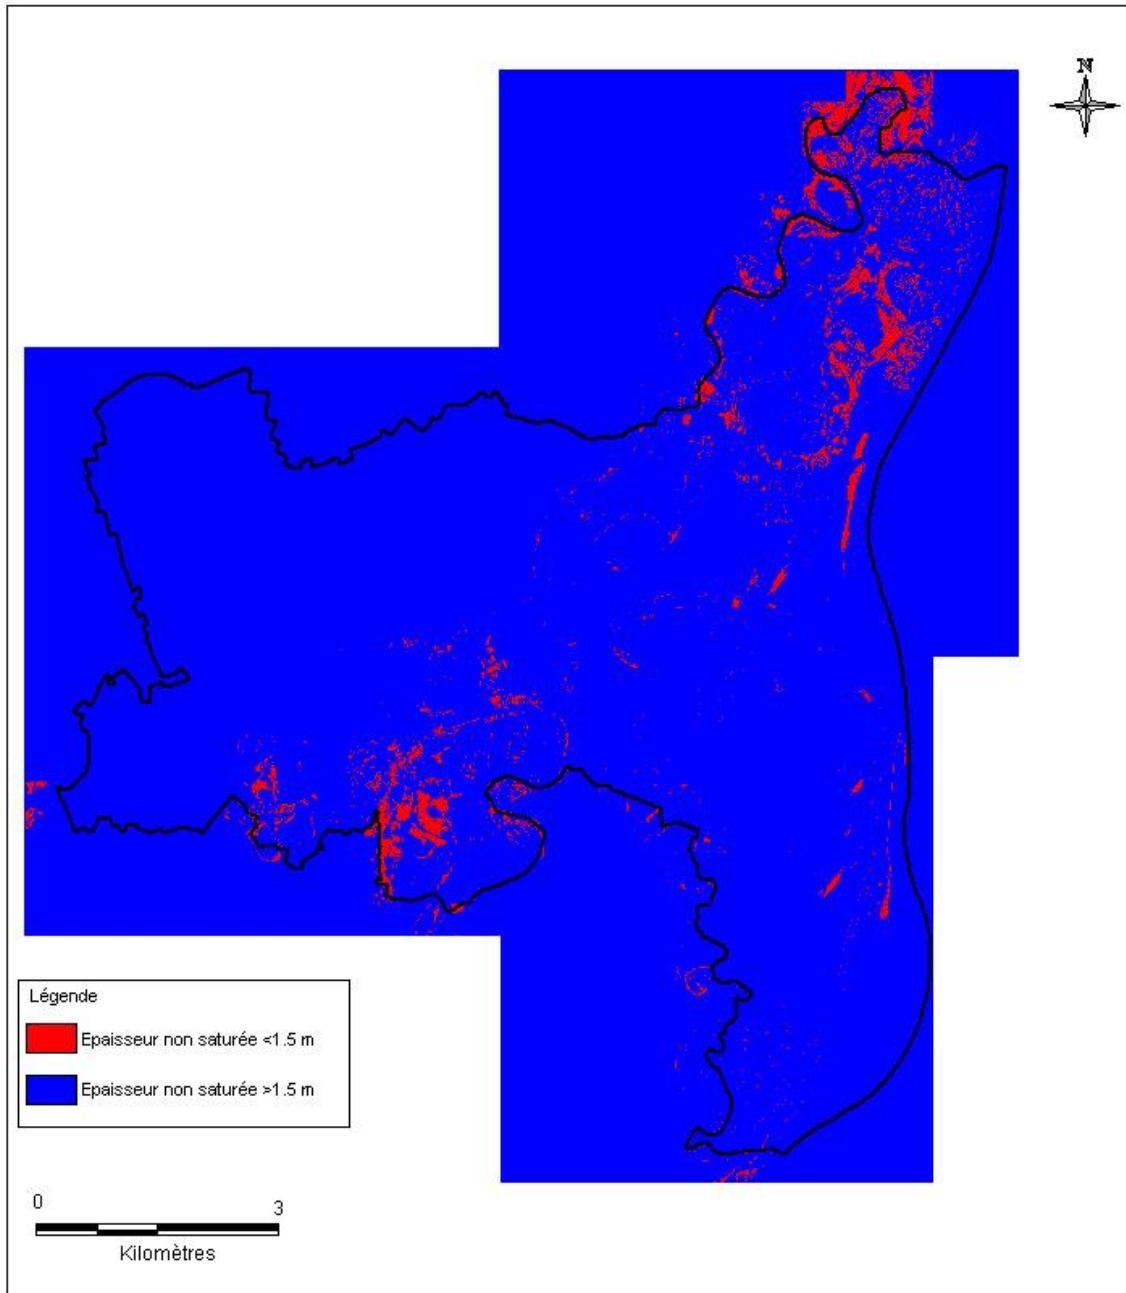 N
Légende
Epaisseur non saturée <1.5 m
Epaisseur non saturée >1.5 m
0 3
Kilomètres